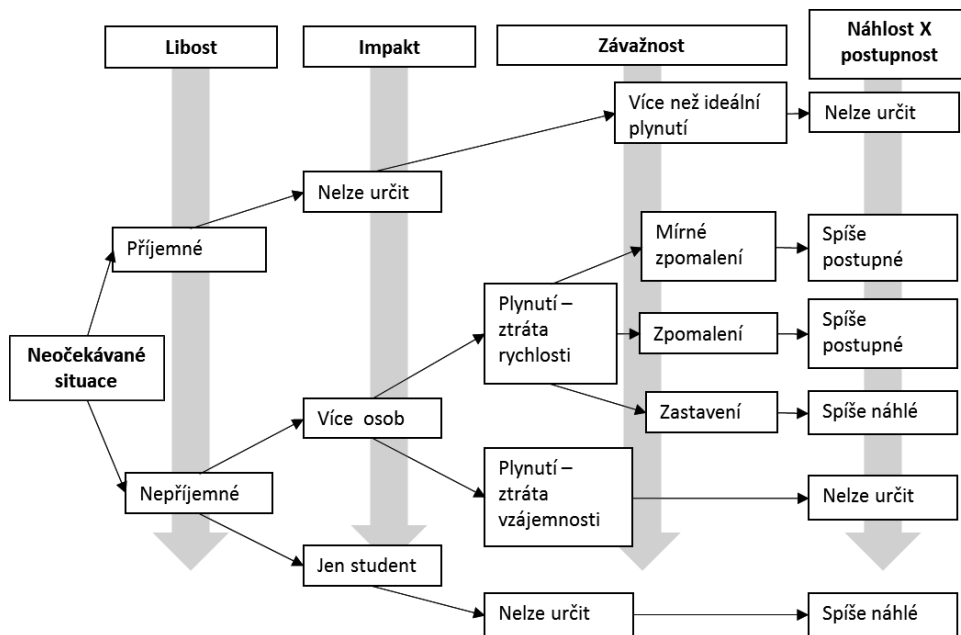 Libost
Impakt
Závažnost
Náhlost X
postupnost
Více než ideální
plynutí
Nelze určit
Nelze určit
Příjemné
Mírné
zpomalení
Spíše
postupné
Plynutí –
ztráta
rychlosti
Zpomalení
Spíše
postupné
Neočekávané
situace
Více  osob
Zastavení
Spíše náhlé
Nepříjemné
Plynutí –
ztráta
vzájemnosti
Nelze určit
Jen student
Nelze určit
Spíše náhlé